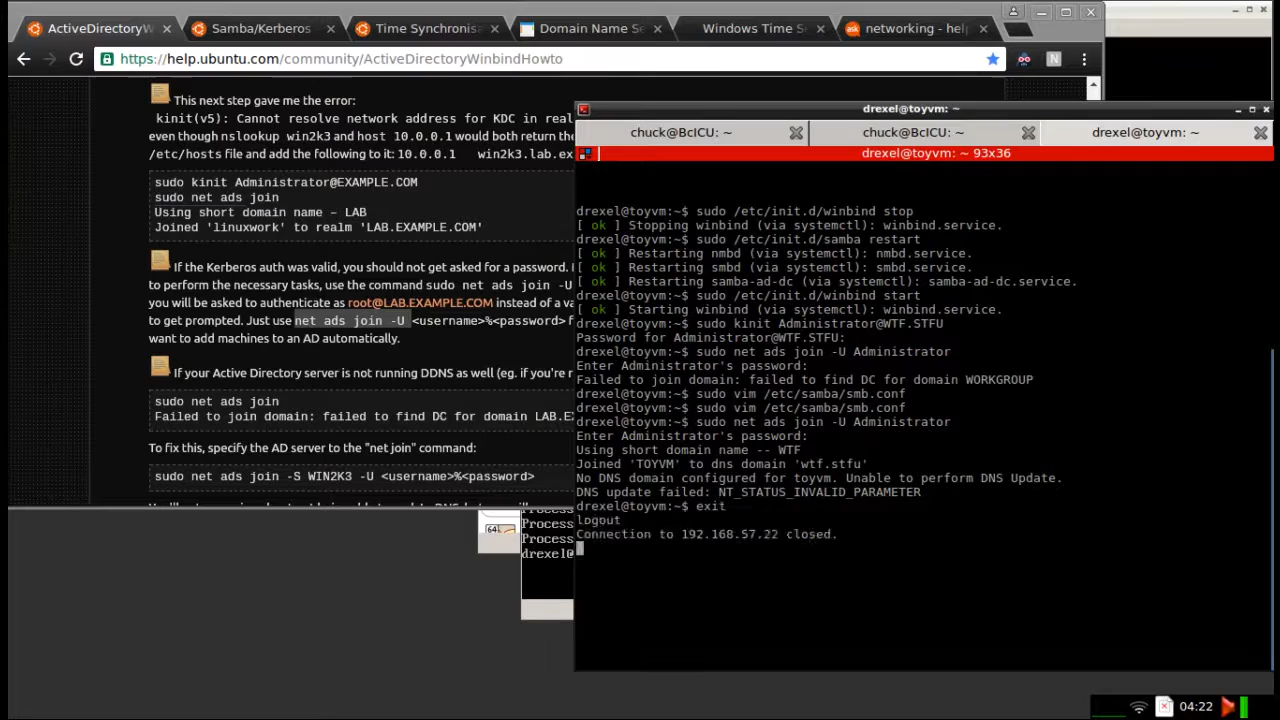 ActiveDirectoryW
Samba/Kerberos
Time Synchronis
Domain Name Se
Windows Time S
networking - hel
https://help.ubuntu.com/community/ActiveDirectoryWinbindHowto
This next step gave me the error:
kinit(v5): Cannot resolve network address for KDC in real
even though nslookup win2k3 and host 10.0.0.1 would both return the
/etc/hosts file and add the following to it: 10.0.0.1 win2k3.lab.ex
sudo kinit Administrator@EXAMPLE.COM
sudo net ads join
Using short domain name – LAB
Joined 'linuxwork' to realm 'LAB.EXAMPLE.COM'
If the Kerberos auth was valid, you should not get asked for a password.
to perform the necessary tasks, use the command sudo net ads join -U
you will be asked to authenticate as root@LAB.EXAMPLE.COM instead of a va
to get prompted. Just use net ads join -U <username>%<password> f
want to add machines to an AD automatically.
If your Active Directory server is not running DDNS as well (eg. if you're r
sudo net ads join
Failed to join domain: failed to find DC for domain LAB.EX
To fix this, specify the AD server to the "net join" command:
sudo net ads join -S WIN2K3 -U <username>%<password>
drexel@toyvm: ~
chuck@BcICU: ~
chuck@BcICU: ~
drexel@toyvm: ~
drexel@toyvm: ~ 93x36
drexel@toyvm:~$ sudo /etc/init.d/winbind stop
[ ok ] Stopping winbind (via systemctl): winbind.service.
drexel@toyvm:~$ sudo /etc/init.d/samba restart
[ ok ] Restarting nmbd (via systemctl): nmbd.service.
[ ok ] Restarting smbd (via systemctl): smbd.service.
[ ok ] Restarting samba-ad-dc (via systemctl): samba-ad-dc.service.
drexel@toyvm:~$ sudo /etc/init.d/winbind start
[ ok ] Starting winbind (via systemctl): winbind.service.
drexel@toyvm:~$ sudo kinit Administrator@WTF.STFU
Password for Administrator@WTF.STFU:
drexel@toyvm:~$ sudo net ads join -U Administrator
Enter Administrator's password:
Failed to join domain: failed to find DC for domain WORKGROUP
drexel@toyvm:~$ sudo vim /etc/samba/smb.conf
drexel@toyvm:~$ sudo vim /etc/samba/smb.conf
drexel@toyvm:~$ sudo net ads join -U Administrator
Enter Administrator's password:
Using short domain name -- WTF
Joined 'TOYVM' to dns domain 'wtf.stfu'
No DNS domain configured for toyvm. Unable to perform DNS Update.
DNS update failed: NT_STATUS_INVALID_PARAMETER
drexel@toyvm:~$ exit
logout
Connection to 192.168.57.22 closed.
Process
Process
drexel@
64
04:22